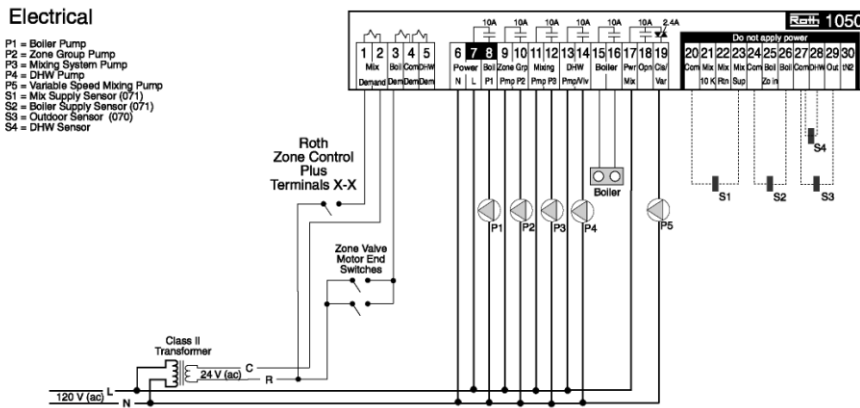 Electrical
P1 = Boiler Pump
P2 = Zone Group Pump
P3 = Mixing System Pump
P4 = DHW Pump
P5 = Variable Speed Mixing Pump
S1 = Mix Supply Sensor (071)
S2 = Boiler Supply Sensor (071)
S3 = Outdoor Sensor (070)
S4 = DHW Sensor
10A 10A 10A 10A 10A 2.4A
Roth 1050
Do not apply power
1 2 3 4 5 6 7 8 9 10 11 12 13 14 15 16 17 18 19 20 21 22 23 24 25 26 27 28 29 30
Mix Boil Com DHW Power Boil Zone Grp Mixing DHW Boiler Pwr Opn Cls/ Com Mix Mix Mix Com Boil Boil Com DHW Out tN2
Demand Dem Dem Dem N L P1 Pmp P2 Pmp P3 Pmp/Vlv Mix Var 10 K Rtn Sup Zo in
Roth
Zone Control
Plus
Terminals X-X
Boiler
S4
S1 S2 S3
P1 P2 P3 P4 P5
Zone Valve
Motor End
Switches
Class II
Transformer
C
24 V (ac)
R
L
120 V (ac)
N